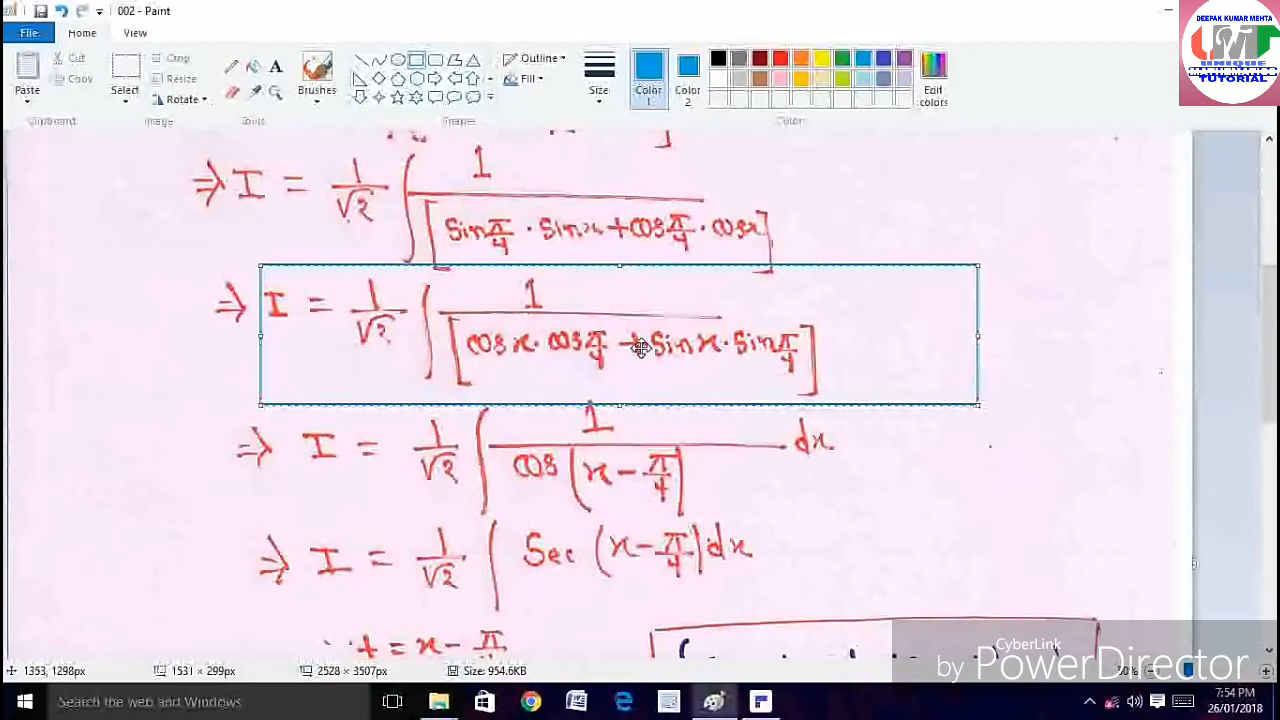 002 - Paint
DEEPAK KUMAR MEHTA
UMT
UNIQUE
TUTORIAL
File Home View
Paste Cut Copy Select Crop Resize Rotate Brushes Outline Fill Size Color 1 Color 2 Edit colors
Clipboard Image Tools Shapes Colors
⇒ I = 1/√2 ∫ 1/[Sin π/4 · Sin x + cos π/4 · cos x]
⇒ I = 1/√2 ∫ 1/[cos x · cos π/4 + Sin x · Sin π/4]
⇒ I = 1/√2 ∫ 1/cos (x - π/4) dx
⇒ I = 1/√2 ∫ Sec (x - π/4) dx
t = x - π
CyberLink
by PowerDirector
1353, 1298px 1531 × 299px 2528 × 3507px Size: 954.6KB 50%
Search the web and Windows
7:54 PM
26/01/2018